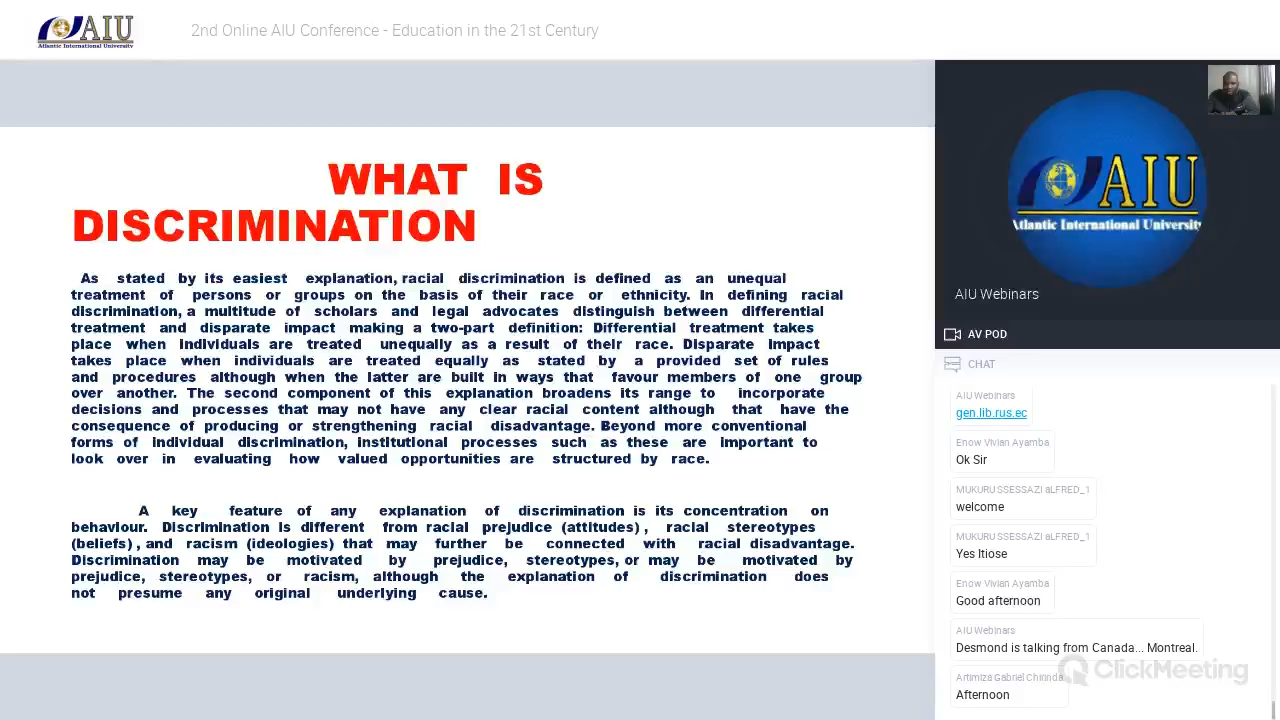 AIU
Atlantic International University
2nd Online AIU Conference - Education in the 21st Century
WHAT IS
DISCRIMINATION
As stated by its easiest explanation, racial discrimination is defined as an unequal
treatment of persons or groups on the basis of their race or ethnicity. In defining racial
discrimination, a multitude of scholars and legal advocates distinguish between differential
treatment and disparate impact making a two-part definition: Differential treatment takes
place when individuals are treated unequally as a result of their race. Disparate impact
takes place when individuals are treated equally as stated by a provided set of rules
and procedures although when the latter are built in ways that favour members of one group
over another. The second component of this explanation broadens its range to incorporate
decisions and processes that may not have any clear racial content although that have the
consequence of producing or strengthening racial disadvantage. Beyond more conventional
forms of individual discrimination, institutional processes such as these are important to
look over in evaluating how valued opportunities are structured by race.
A key feature of any explanation of discrimination is its concentration on
behaviour. Discrimination is different from racial prejudice (attitudes), racial stereotypes
(beliefs), and racism (ideologies) that may further be connected with racial disadvantage.
Discrimination may be motivated by prejudice, stereotypes, or may be motivated by
prejudice, stereotypes, or racism, although the explanation of discrimination does
not presume any original underlying cause.
AIU
Atlantic International University
AIU Webinars
AV POD
CHAT
AIU Webinars
gen.lib.rus.ec
Enow Vivian Ayamba
Ok Sir
MUKURUSSESSAZI aLFRED_1
welcome
MUKURUSSESSAZI aLFRED_1
Yes Itiose
Enow Vivian Ayamba
Good afternoon
AIU Webinars
Desmond is talking from Canada... Montreal.
Artimiza Gabriel Chirinda
Afternoon
ClickMeeting